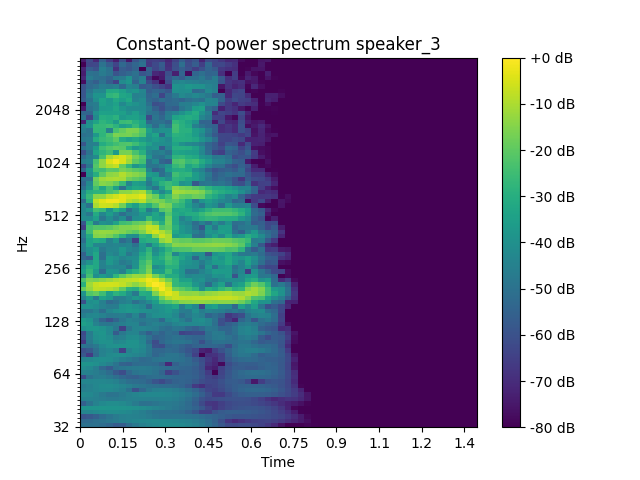 Constant-Q power spectrum speaker_3
Hz
2048
1024
512
256
128
64
32
0 0.15 0.3 0.45 0.6 0.75 0.9 1.1 1.2 1.4
Time
+0 dB
-10 dB
-20 dB
-30 dB
-40 dB
-50 dB
-60 dB
-70 dB
-80 dB